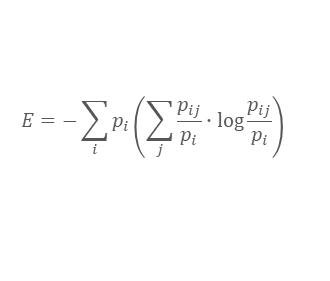 E = − ∑_i p_i ( ∑_j p_ij/p_i · log p_ij/p_i )